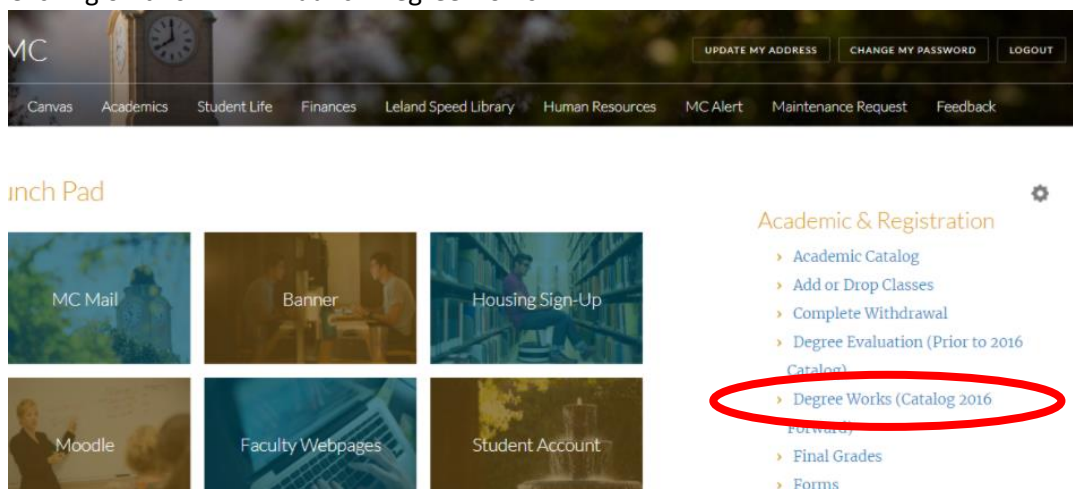 MC
UPDATE MY ADDRESS CHANGE MY PASSWORD LOGOUT
Canvas Academics Student Life Finances Leland Speed Library Human Resources MC Alert Maintenance Request Feedback
unch Pad
Academic & Registration
› Academic Catalog
› Add or Drop Classes
› Complete Withdrawal
› Degree Evaluation (Prior to 2016
Catalog)
› Degree Works (Catalog 2016
Forward)
› Final Grades
› Forms
MC Mail Banner Housing Sign-Up
Moodle Faculty Webpages Student Account